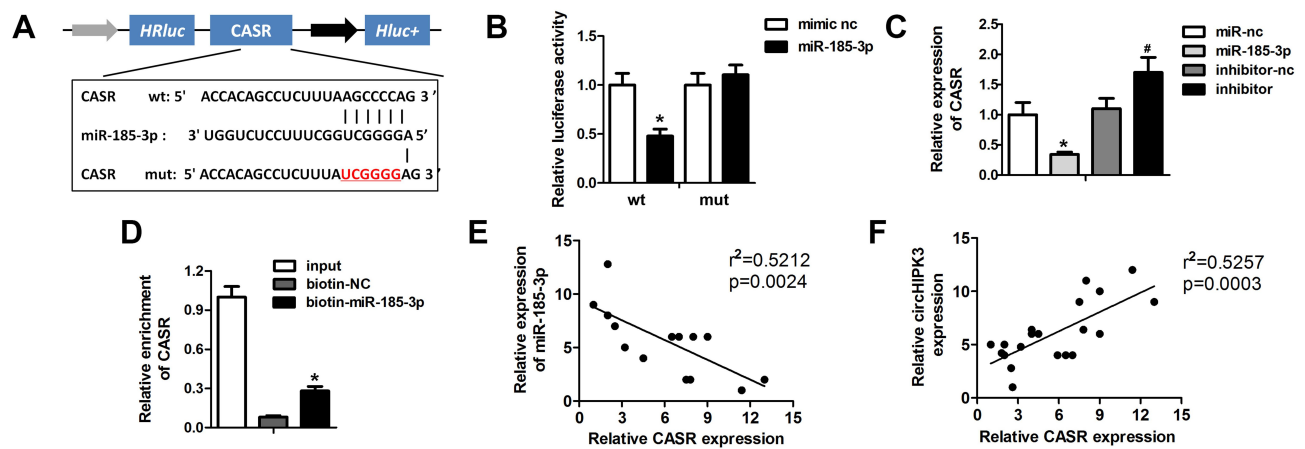 A
HRluc
CASR
Hluc+
CASR wt: 5' ACCACAGCCUCUUUAAGCCCCAG 3 '
miR-185-3p : 3' UGGUCUCCUUUCGGUCGGGGA 5'
CASR mut: 5' ACCACAGCCUCUUUAUCGGGGAG 3 '
B
Relative luciferase activity
1.5
1.0
0.5
0.0
*
wt
mut
mimic nc
miR-185-3p
C
Relative expression
of CASR
2.5
2.0
1.5
1.0
0.5
0.0
*
#
miR-nc
miR-185-3p
inhibitor-nc
inhibitor
D
Relative enrichment
of CASR
1.2
0.9
0.6
0.3
0.0
*
input
biotin-NC
biotin-miR-185-3p
E
Relative expression
of miR-185-3p
15
10
5
0
0 3 6 9 12 15
Relative CASR expression
r²=0.5212
p=0.0024
F
Relative circHIPK3
expression
15
10
5
0
0 3 6 9 12 15
Relative CASR expression
r²=0.5257
p=0.0003